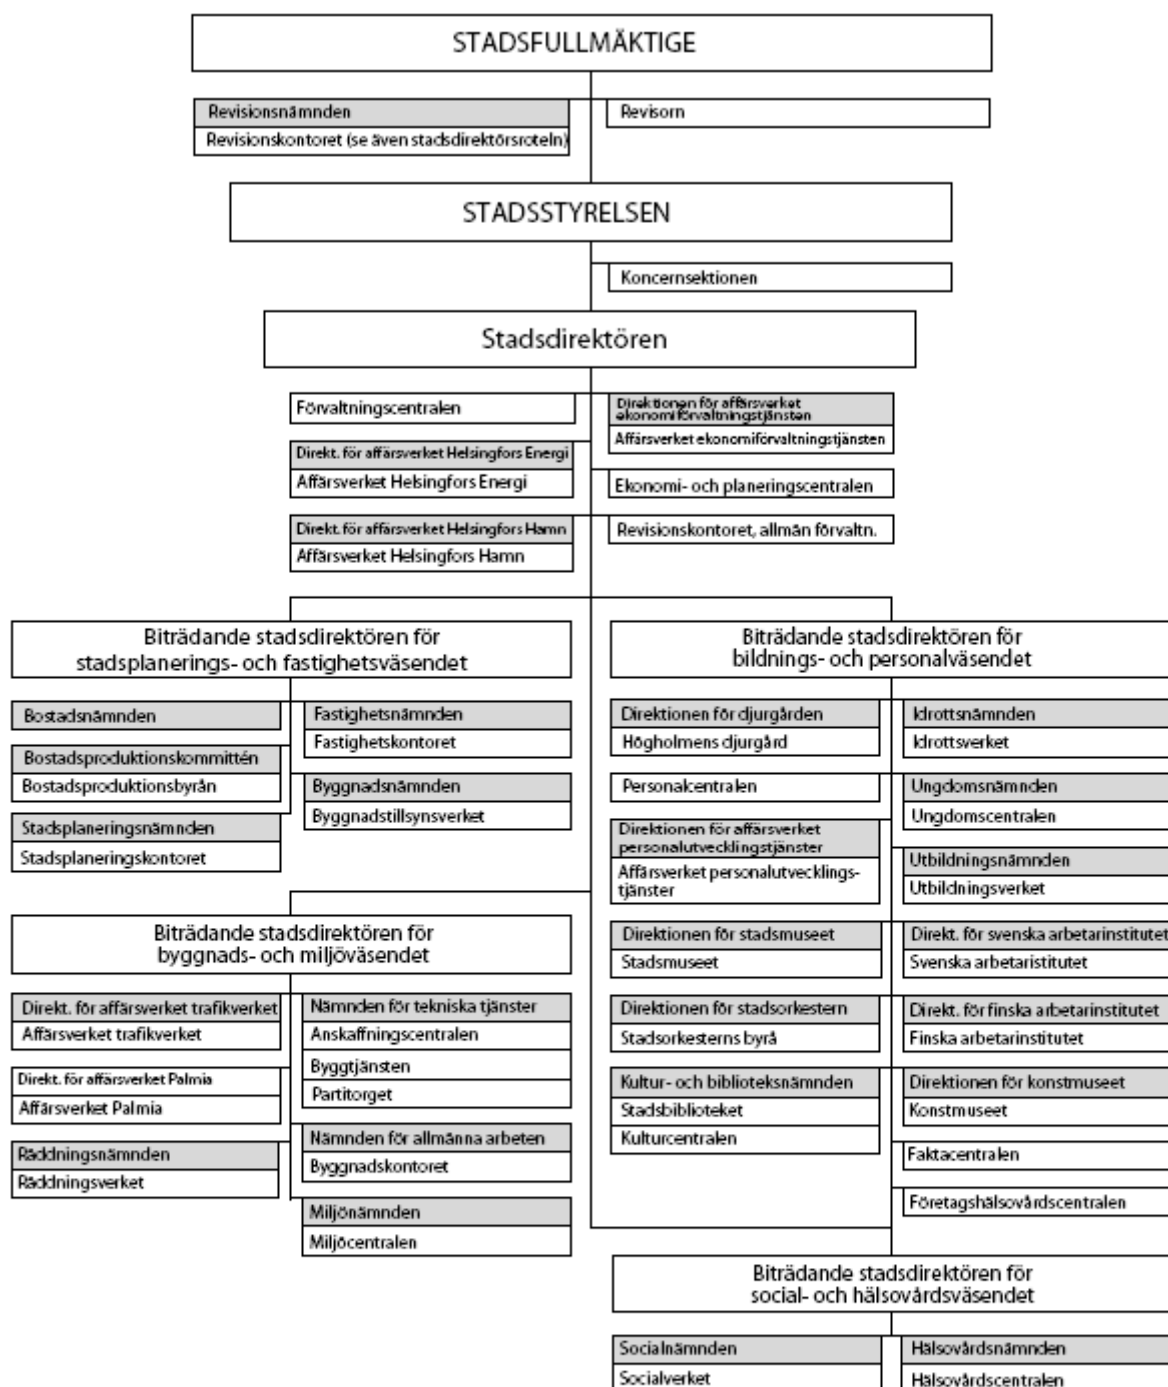 STADSFULLMÄKTIGE
Revisionsnämnden
Revisionskontoret (se även stadsdirektörsroteln)
Revisorn
STADSSTYRELSEN
Koncernsektionen
Stadsdirektören
Förvaltningscentralen
Direkt. för affärsverket Helsingfors Energi
Affärsverket Helsingfors Energi
Direkt. för affärsverket Helsingfors Hamn
Affärsverket Helsingfors Hamn
Direktionen för affärsverket
ekonomiförvaltningstjänsten
Affärsverket ekonomiförvaltningstjänsten
Ekonomi- och planeringscentralen
Revisionskontoret, allmän förvaltn.
Biträdande stadsdirektören för
stadsplanerings- och fastighetsväsendet
Bostadsnämnden
Bostadsproduktionskommittén
Bostadsproduktionsbyrån
Stadsplaneringsnämnden
Stadsplaneringskontoret
Fastighetsnämnden
Fastighetskontoret
Byggnadsnämnden
Byggnadstillsynsverket
Biträdande stadsdirektören för
byggnads- och miljöväsendet
Direkt. för affärsverket trafikverket
Affärsverket trafikverket
Direkt. för affärsverket Palmia
Affärsverket Palmia
Räddningsnämnden
Räddningsverket
Nämnden för tekniska tjänster
Anskaffningscentralen
Byggtjänsten
Partitorget
Nämnden för allmänna arbeten
Byggnadskontoret
Miljönämnden
Miljöcentralen
Biträdande stadsdirektören för
bildnings- och personalväsendet
Direktionen för djurgården
Högholmens djurgård
Personalcentralen
Direktionen för affärsverket
personalutvecklingstjänster
Affärsverket personalutvecklings-
tjänster
Direktionen för stadsmuseet
Stadsmuseet
Direktionen för stadsorkestern
Stadsorkesterns byrå
Kultur- och biblioteksnämnden
Stadsbiblioteket
Kulturcentralen
Idrottsnämnden
Idrottsverket
Ungdomsnämnden
Ungdomscentralen
Utbildningsnämnden
Utbildningsverket
Direkt. för svenska arbetarinstitutet
Svenska arbetaristitutet
Direkt. för finska arbetarinstitutet
Finska arbetarinstitutet
Direktionen för konstmuseet
Konstmuseet
Faktacentralen
Företagshälsovårdscentralen
Biträdande stadsdirektören för
social- och hälsovårdsväsendet
Socialnämnden
Socialverket
Hälsovårdsnämnden
Hälsovårdscentralen